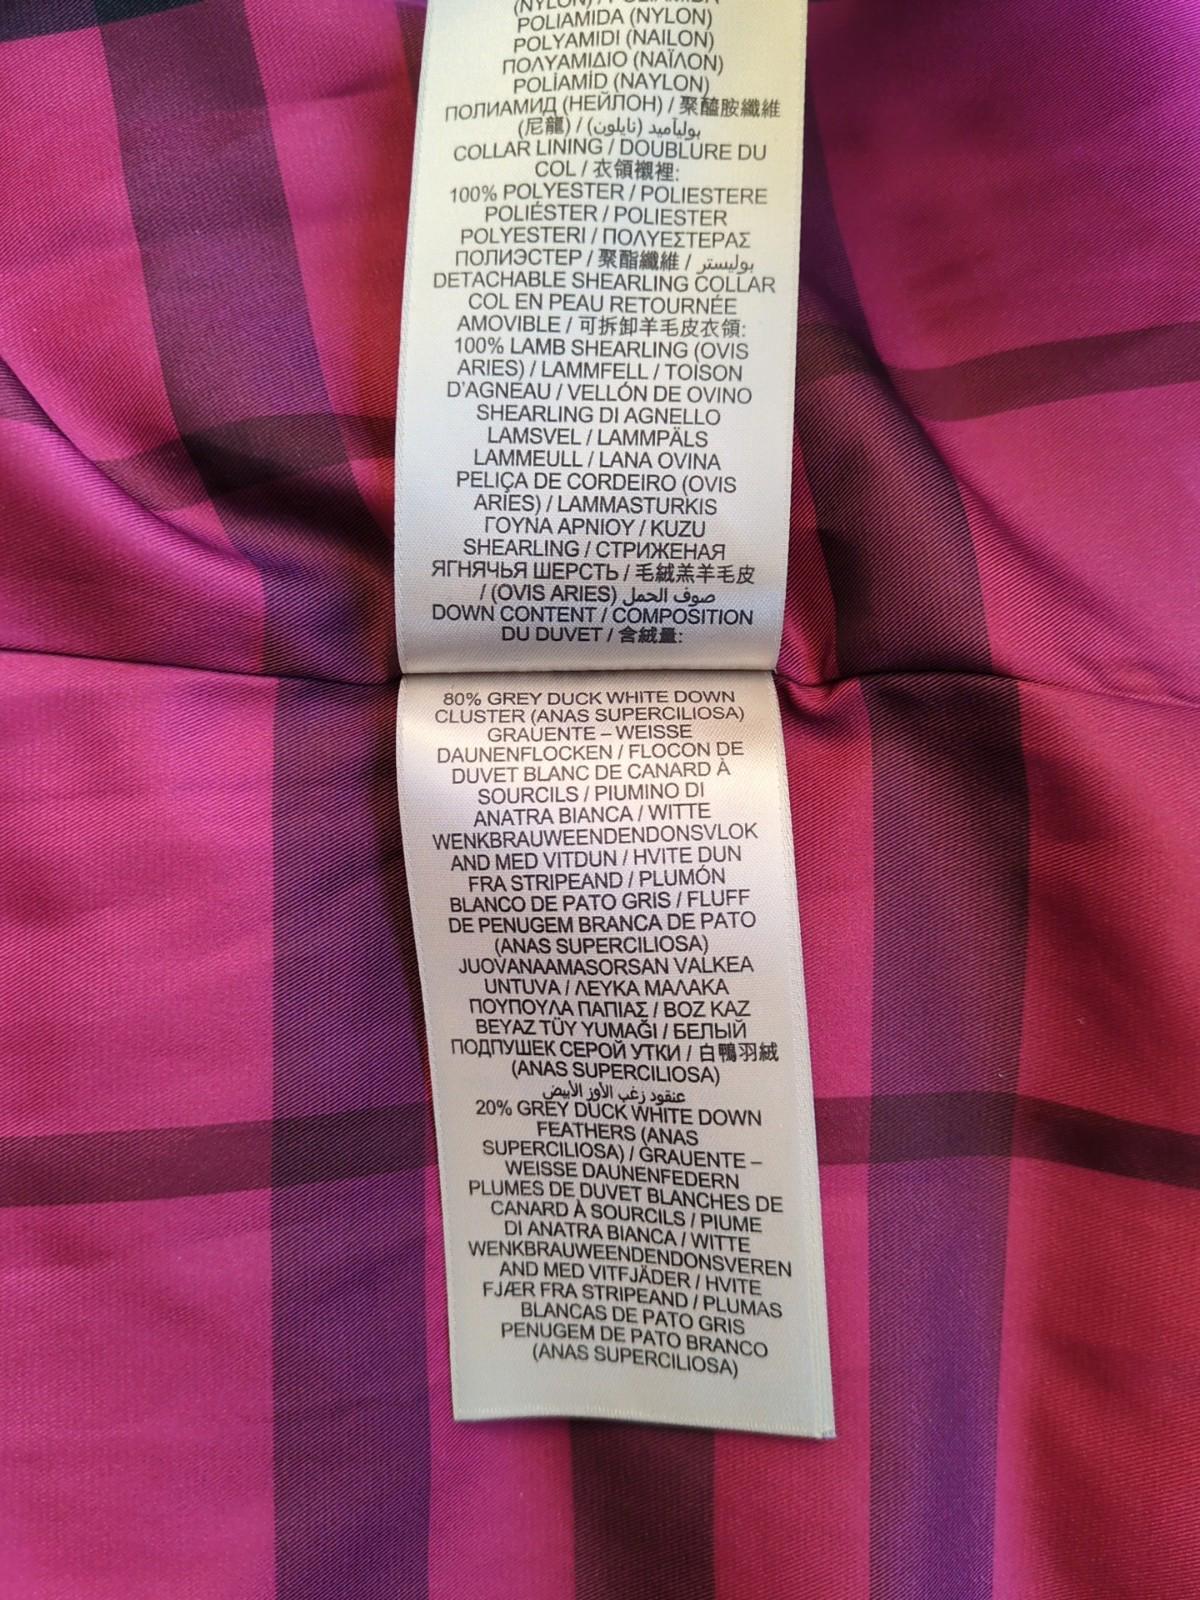 (NYLON) / POLIAMIDA
POLIAMIDA (NYLON)
POLYAMIDI (NAILON)
ΠΟΛΥΑΜΙΔΙΟ (ΝΑΪΛΟΝ)
POLİAMİD (NAYLON)
ПОЛИАМИД (НЕЙЛОН) / 聚醯胺纖維
(尼龍) / بوليآميد (نايلون)
COLLAR LINING / DOUBLURE DU
COL / 衣領襯裡:
100% POLYESTER / POLIESTERE
POLIÉSTER / POLIESTER
POLYESTERI / ΠΟΛΥΕΣΤΕΡΑΣ
ПОЛИЭСТЕР / 聚酯纖維 / بوليستر
DETACHABLE SHEARLING COLLAR
COL EN PEAU RETOURNÉE
AMOVIBLE / 可拆卸羊毛皮衣領:
100% LAMB SHEARLING (OVIS
ARIES) / LAMMFELL / TOISON
D'AGNEAU / VELLÓN DE OVINO
SHEARLING DI AGNELLO
LAMSVEL / LAMMPÄLS
LAMMEULL / LANA OVINA
PELIÇA DE CORDEIRO (OVIS
ARIES) / LAMMASTURKIS
ΓΟΥΝΑ ΑΡΝΙΟΥ / KUZU
SHEARLING / СТРИЖЕНАЯ
ЯГНЯЧЬЯ ШЕРСТЬ / 毛絨羔羊毛皮
/ (OVIS ARIES) صوف الحمل
DOWN CONTENT / COMPOSITION
DU DUVET / 含絨量:
80% GREY DUCK WHITE DOWN
CLUSTER (ANAS SUPERCILIOSA)
GRAUENTE – WEISSE
DAUNENFLOCKEN / FLOCON DE
DUVET BLANC DE CANARD À
SOURCILS / PIUMINO DI
ANATRA BIANCA / WITTE
WENKBRAUWEENDENDONSVLOK
AND MED VITDUN / HVITE DUN
FRA STRIPEAND / PLUMÓN
BLANCO DE PATO GRIS / FLUFF
DE PENUGEM BRANCA DE PATO
(ANAS SUPERCILIOSA)
JUOVANAAMASORSAN VALKEA
UNTUVA / ΛΕΥΚΑ ΜΑΛΑΚΑ
ΠΟΥΠΟΥΛΑ ΠΑΠΙΑΣ / BOZ KAZ
BEYAZ TÜY YUMAĞI / БЕЛЫЙ
ПОДПУШЕК СЕРОЙ УТКИ / 白鴨羽絨
(ANAS SUPERCILIOSA)
عنقود زغب الأوز الأبيض
20% GREY DUCK WHITE DOWN
FEATHERS (ANAS
SUPERCILIOSA) / GRAUENTE –
WEISSE DAUNENFEDERN
PLUMES DE DUVET BLANCHES DE
CANARD À SOURCILS / PIUME
DI ANATRA BIANCA / WITTE
WENKBRAUWEENDENDONSVEREN
AND MED VITFJÄDER / HVITE
FJÆR FRA STRIPEAND / PLUMAS
BLANCAS DE PATO GRIS
PENUGEM DE PATO BRANCO
(ANAS SUPERCILIOSA)